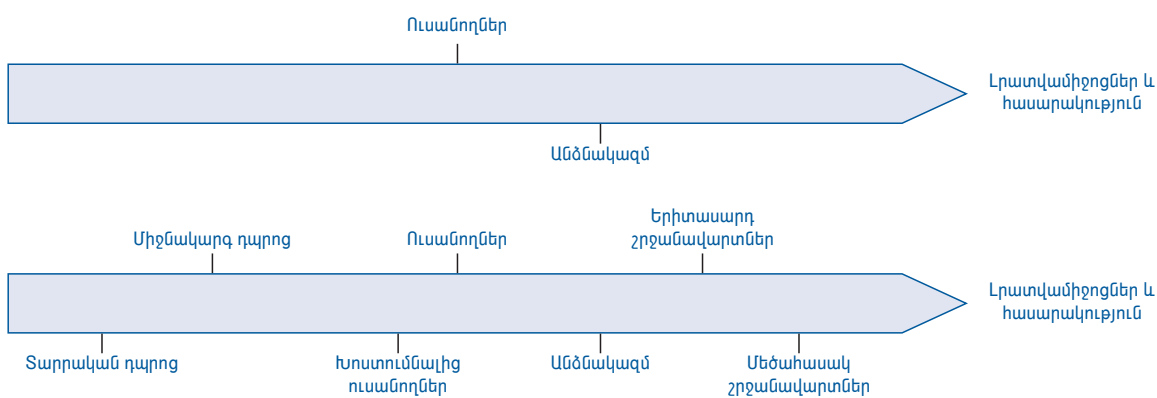 Ուսանողներ
Լրատվամիջոցներ և
հասարակություն
Անձնակազմ
Միջնակարգ դպրոց
Ուսանողներ
Երիտասարդ
շրջանավարտներ
Լրատվամիջոցներ և
հասարակություն
Տարրական դպրոց
Խոստումնալից
ուսանողներ
Անձնակազմ
Մեծահասակ
շրջանավարտներ